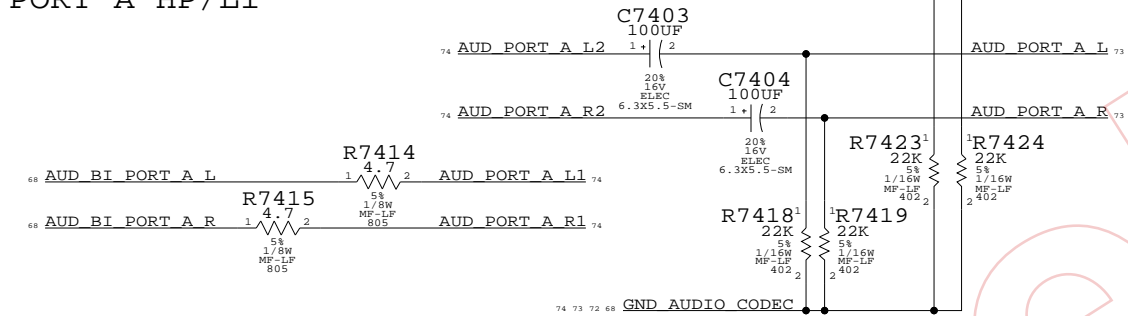 PORT A HP/LI
C7403
100UF
74 AUD_PORT_A_L2 1 + 2 AUD_PORT_A_L 73
20%
16V
ELEC
6.3X5.5-SM
C7404
100UF
74 AUD_PORT_A_R2 1 + 2 AUD_PORT_A_R 73
20%
16V
ELEC
6.3X5.5-SM
R7423 1
22K
5%
1/16W
MF-LF
402 2
1 R7424
22K
5%
1/16W
MF-LF
2 402
R7414
4.7
68 AUD_BI_PORT_A_L 1 2 AUD_PORT_A_L1 74
5%
1/8W
MF-LF
805
R7415
4.7
68 AUD_BI_PORT_A_R 1 2 AUD_PORT_A_R1 74
5%
1/8W
MF-LF
805
R7418 1
22K
5%
1/16W
MF-LF
402 2
1 R7419
22K
5%
1/16W
MF-LF
2 402
74 73 72 68 GND_AUDIO_CODEC